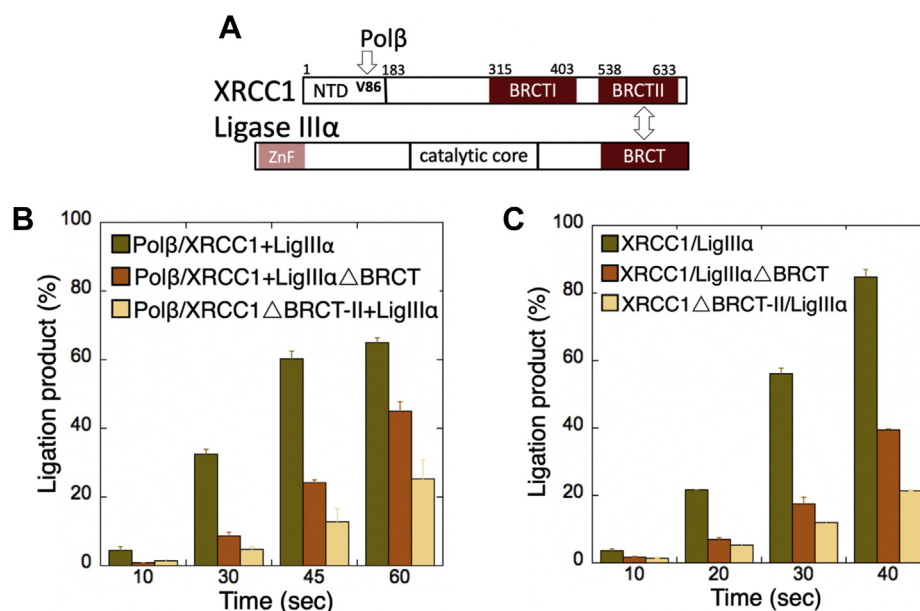 A
Polβ
1 183 315 403 538 633
XRCC1 NTD V86 BRCTI BRCTII
Ligase IIIα
ZnF catalytic core BRCT
B
100
80
60
40
20
0
Ligation product (%)
Polβ/XRCC1+LigIIIα
Polβ/XRCC1+LigIIIα△BRCT
Polβ/XRCC1△BRCT-II+LigIIIα
10 30 45 60
Time (sec)
C
100
80
60
40
20
0
Ligation product (%)
XRCC1/LigIIIα
XRCC1/LigIIIα△BRCT
XRCC1△BRCT-II/LigIIIα
10 20 30 40
Time (sec)